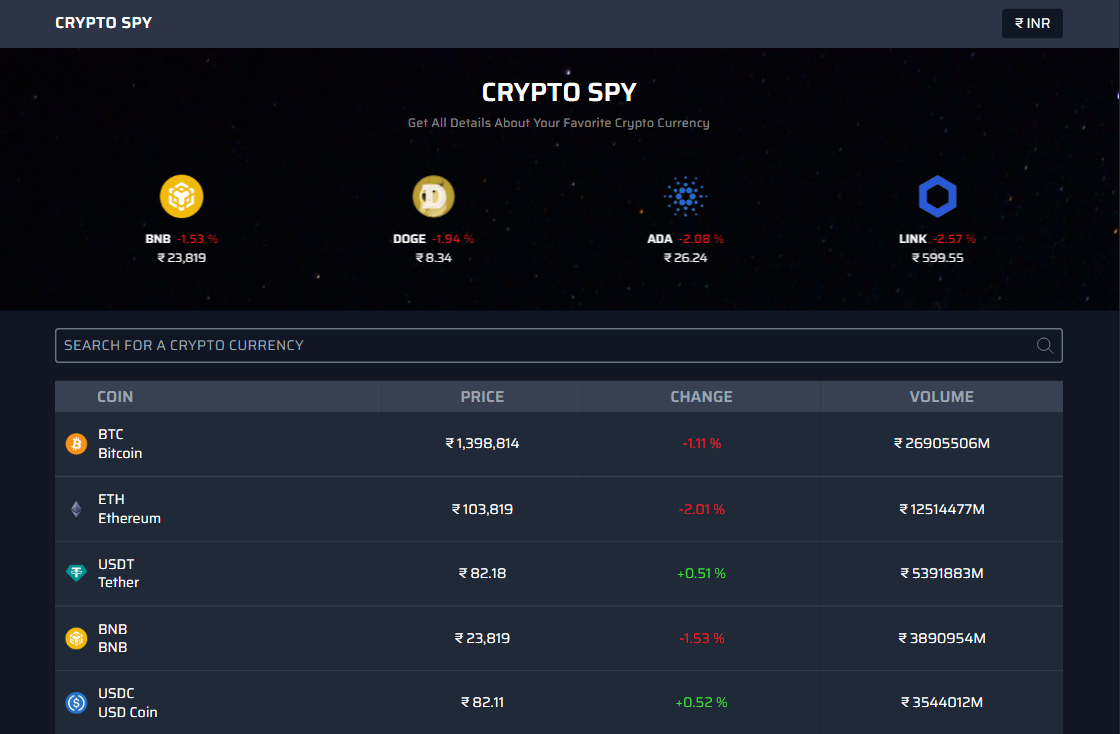 CRYPTO SPY
₹ INR
CRYPTO SPY
Get All Details About Your Favorite Crypto Currency
BNB -1.53 %
₹ 23,819
DOGE -1.94 %
₹ 8.34
ADA -2.08 %
₹ 26.24
LINK -2.57 %
₹ 599.55
SEARCH FOR A CRYPTO CURRENCY
COIN PRICE CHANGE VOLUME
BTC
Bitcoin
₹ 1,398,814 -1.11 % ₹ 26905506M
ETH
Ethereum
₹ 103,819 -2.01 % ₹ 12514477M
USDT
Tether
₹ 82.18 +0.51 % ₹ 5391883M
BNB
BNB
₹ 23,819 -1.53 % ₹ 3890954M
USDC
USD Coin
₹ 82.11 +0.52 % ₹ 3544012M